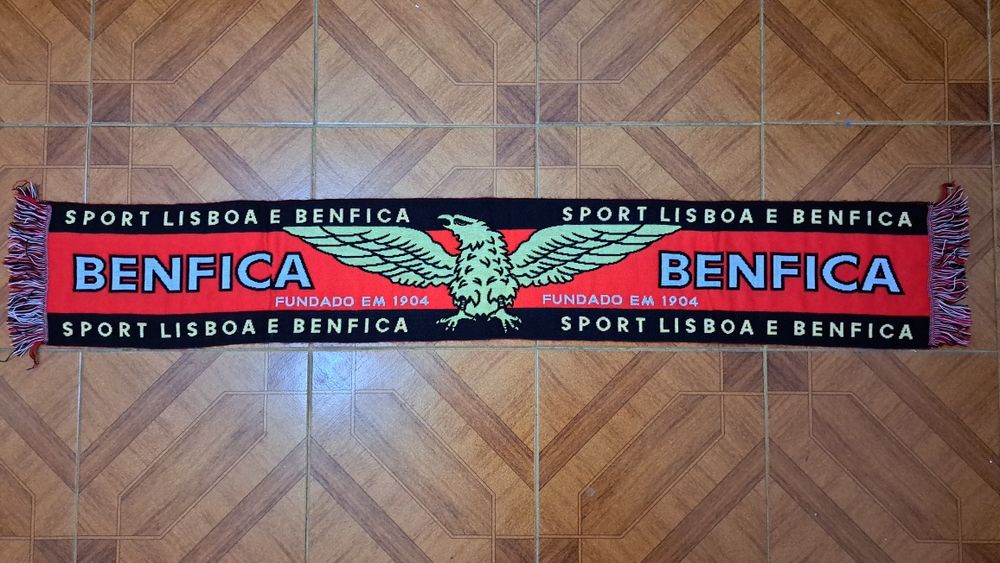 SPORT LISBOA E BENFICA SPORT LISBOA E BENFICA
BENFICA BENFICA
FUNDADO EM 1904 FUNDADO EM 1904
SPORT LISBOA E BENFICA SPORT LISBOA E BENFICA